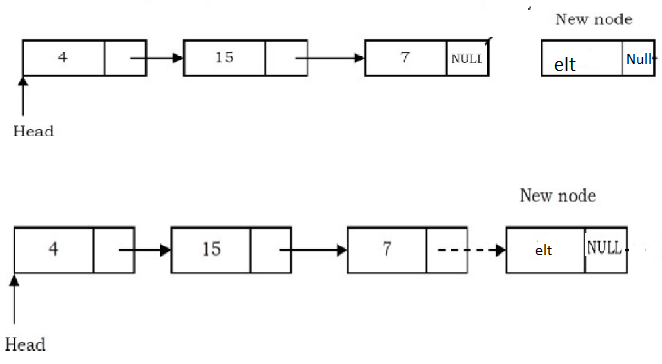 New node
4 15 7 NULL elt Null
Head
New node
4 15 7 elt NULL
Head